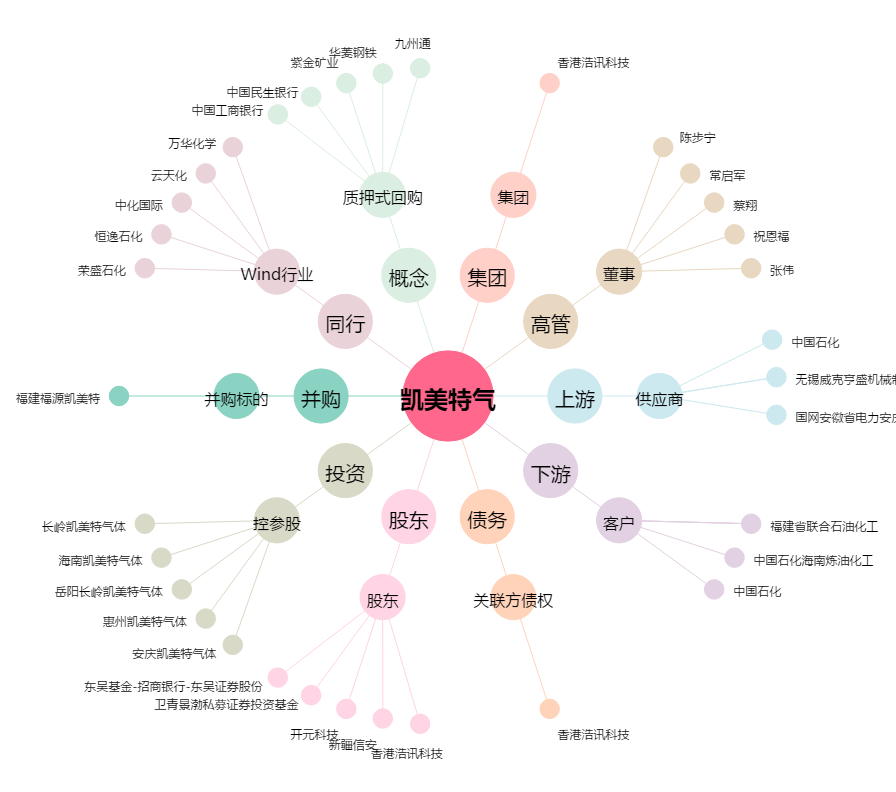 九州通
华菱钢铁
紫金矿业
香港浩讯科技
中国民生银行
中国工商银行
万华化学
陈步宁
云天化
常启军
质押式回购
集团
中化国际
蔡翔
恒逸石化
祝恩福
荣盛石化
Wind行业
概念
集团
董事
张伟
同行
高管
中国石化
无锡威克亨盛机械制
福建福源凯美特
并购标的
并购
凯美特气
上游
供应商
国网安徽省电力安庆
投资
下游
长岭凯美特气体
控参股
股东
债务
客户
福建省联合石油化工
海南凯美特气体
中国石化海南炼油化工
岳阳长岭凯美特气体
中国石化
股东
关联方债权
惠州凯美特气体
安庆凯美特气体
东吴基金-招商银行-东吴证券股份
卫青景渤私募证券投资基金
开元科技
新疆信安
香港浩讯科技
香港浩讯科技